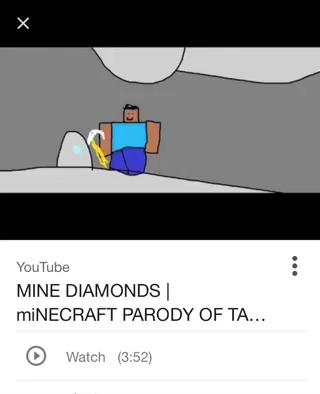 YouTube
MINE DIAMONDS |
miNECRAFT PARODY OF TA...
Watch (3:52)